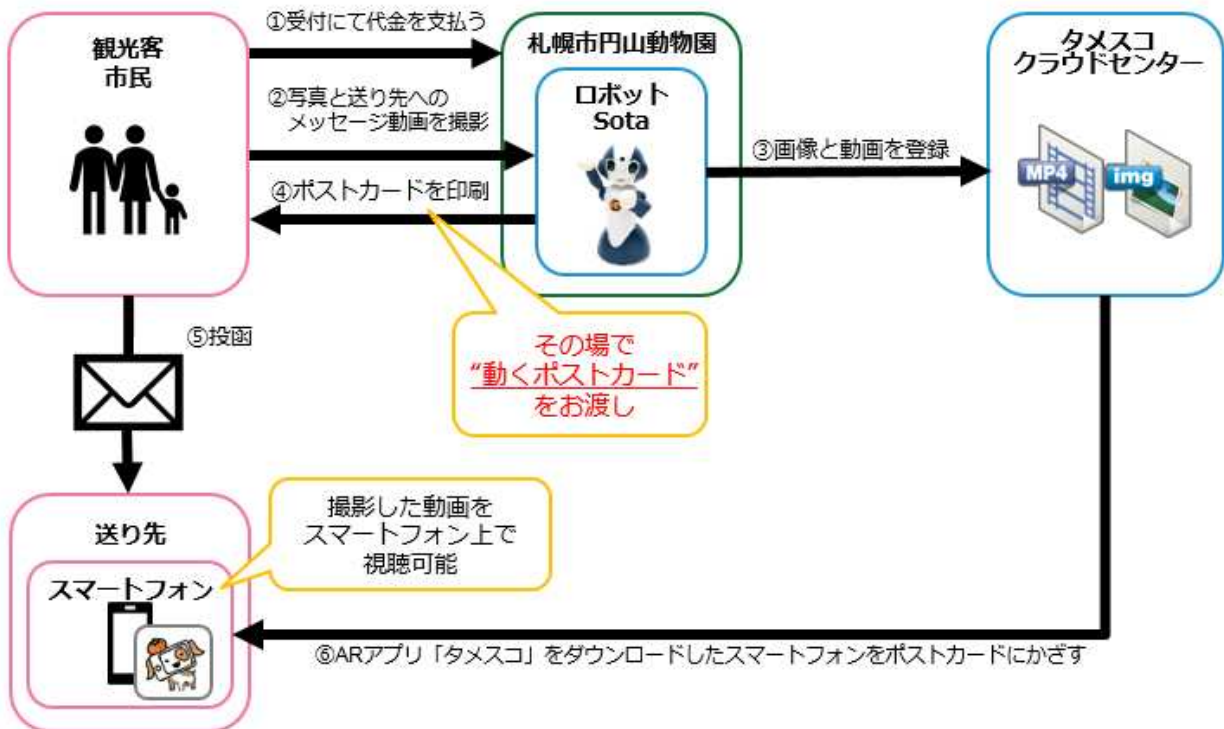 ①受付にて代金を支払う
観光客
市民
札幌市円山動物園
タメスコ
クラウドセンター
②写真と送り先への
メッセージ動画を撮影
ロボット
Sota
③画像と動画を登録
MP4
img
④ポストカードを印刷
⑤投函
その場で
“動くポストカード”
をお渡し
撮影した動画を
スマートフォン上で
視聴可能
送り先
スマートフォン
⑥ARアプリ「タメスコ」をダウンロードしたスマートフォンをポストカードにかざす